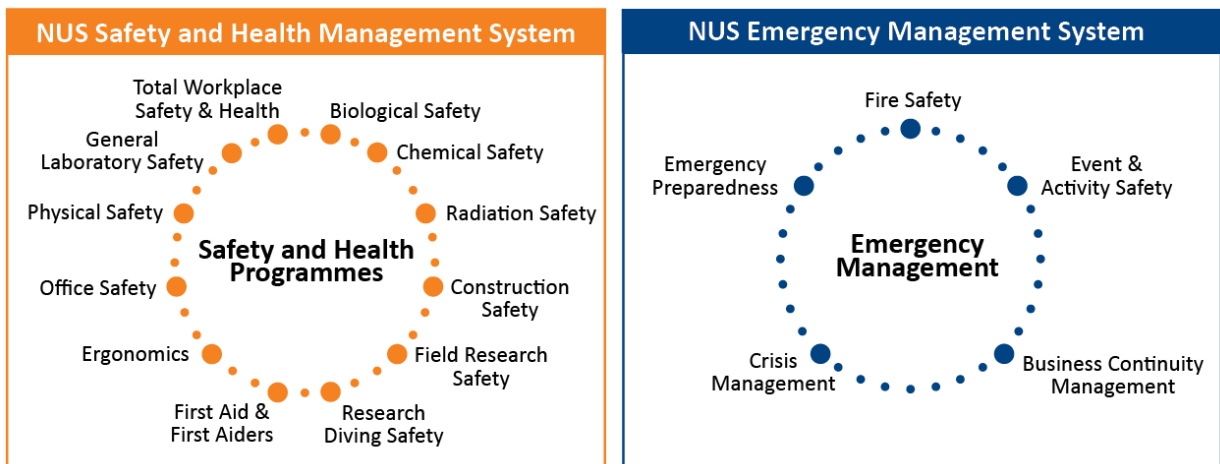 NUS Safety and Health Management System
Total Workplace
Safety & Health
Biological Safety
General
Laboratory Safety
Chemical Safety
Physical Safety
Radiation Safety
Safety and Health
Programmes
Office Safety
Construction
Safety
Ergonomics
Field Research
Safety
First Aid &
First Aiders
Research
Diving Safety
NUS Emergency Management System
Fire Safety
Emergency
Preparedness
Event &
Activity Safety
Emergency
Management
Crisis
Management
Business Continuity
Management